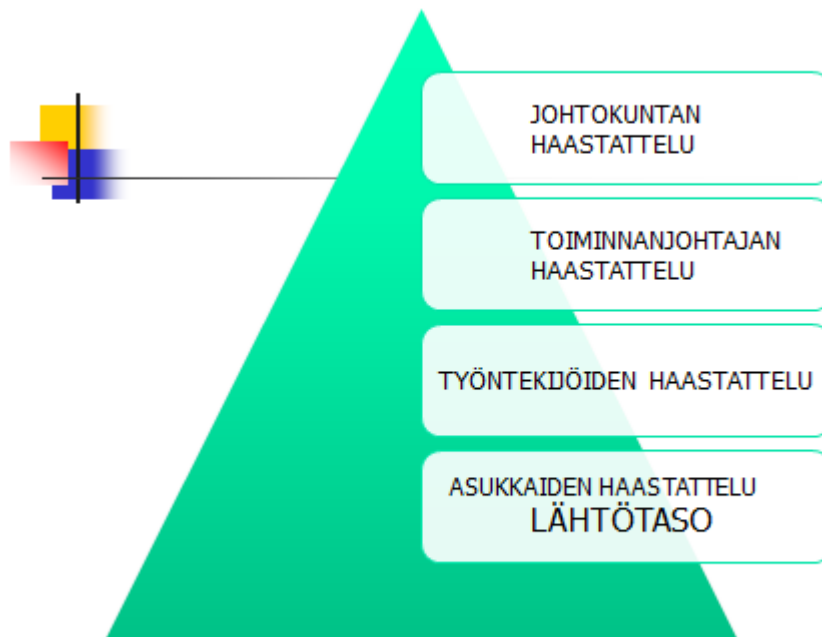 JOHTOKUNTAN
HAASTATTELU
TOIMINNANJOHTAJAN
HAASTATTELU
TYÖNTEKIJÖIDEN HAASTATTELU
ASUKKAIDEN HAASTATTELU
LÄHTÖTASO